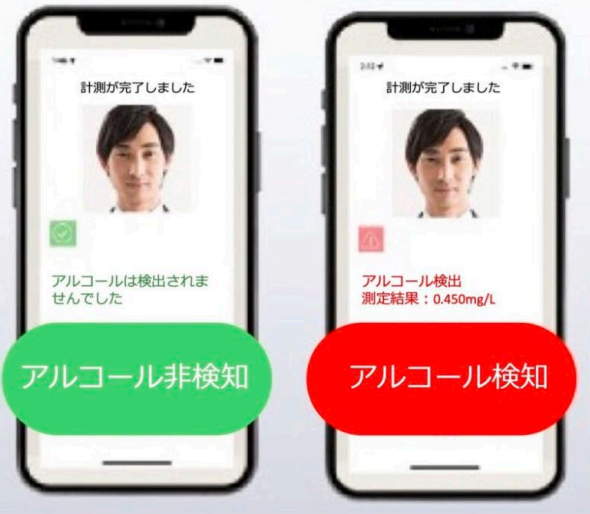 計測が完了しました
アルコールは検出されま
せんでした
アルコール非検知
計測が完了しました
アルコール検出
測定結果：0.450mg/L
アルコール検知